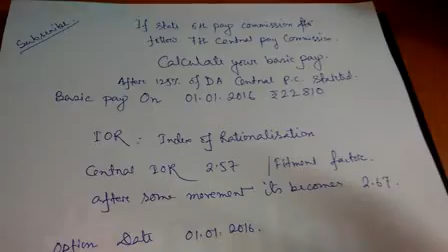 Subscribe
If state 6th pay commission
follow 7th Central pay Commission.
Calculate your basic pay.
After 125% of DA Central P.C. started.
Basic pay On 01.01.2016 ₹22810
IOR: Index of Rationalisation
Central IOR 2.57 / Fitment factor.
after some movement its becomes 2.67.
Option Date 01.01.2016.